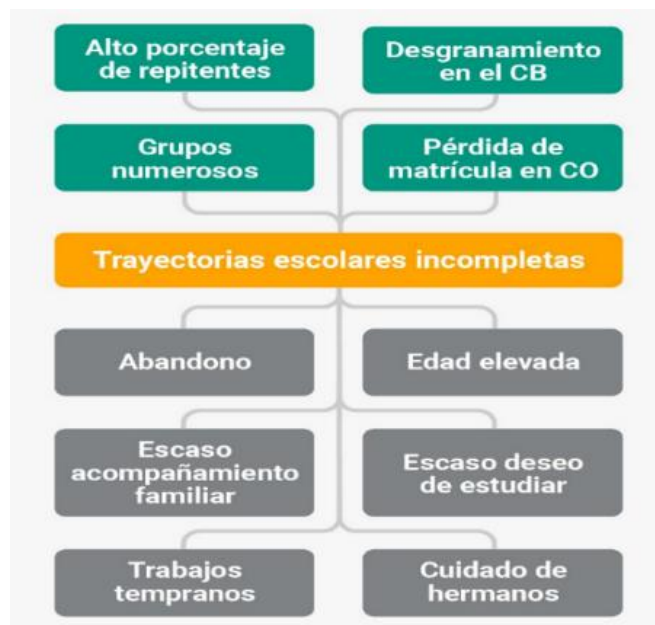 Alto porcentaje
de repitentes
Desgranamiento
en el CB
Grupos
numerosos
Pérdida de
matrícula en CO
Trayectorias escolares incompletas
Abandono
Edad elevada
Escaso
acompañamiento
familiar
Escaso deseo
de estudiar
Trabajos
tempranos
Cuidado de
hermanos